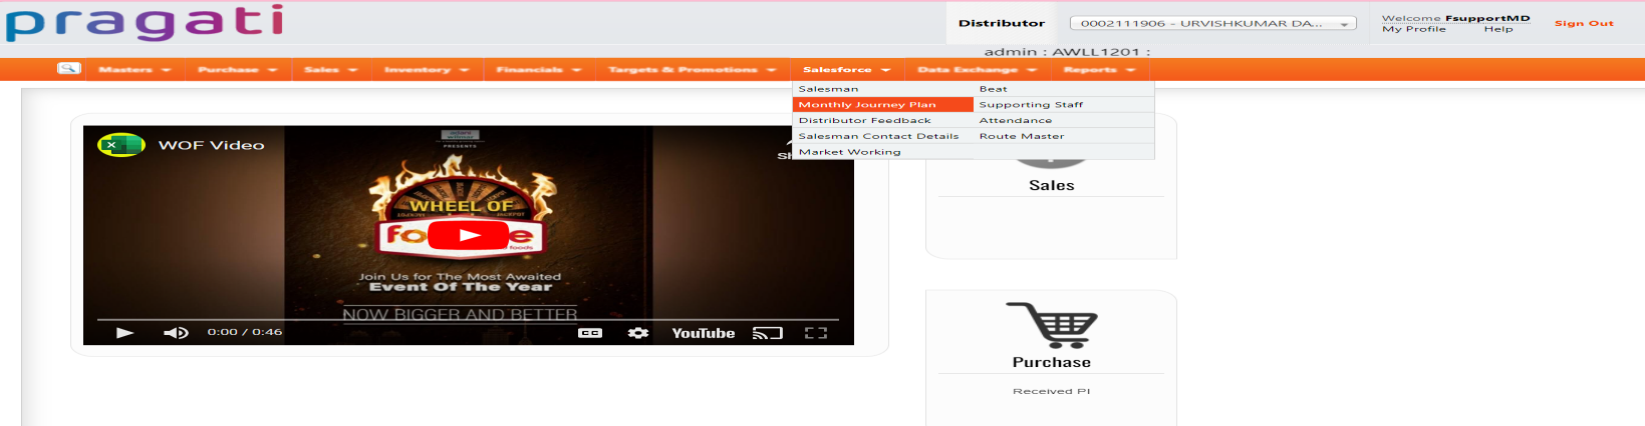 pragati
Distributor
0002111906 - URVISHKUMAR DA...
Welcome FsupportMD
My Profile Help
Sign Out
admin : AWLL1201 :
Masters Purchase Sales Inventory Financials Targets & Promotions Salesforce Data Exchange Reports
Salesman Beat
Monthly Journey Plan Supporting Staff
Distributor Feedback Attendance
Salesman Contact Details Route Master
Market Working
WOF Video
PRESENTS
WHEEL OF
foods
Join Us for The Most Awaited
Event Of The Year
NOW BIGGER AND BETTER
0:00 / 0:46
CC
YouTube
Sales
Purchase
Received PI